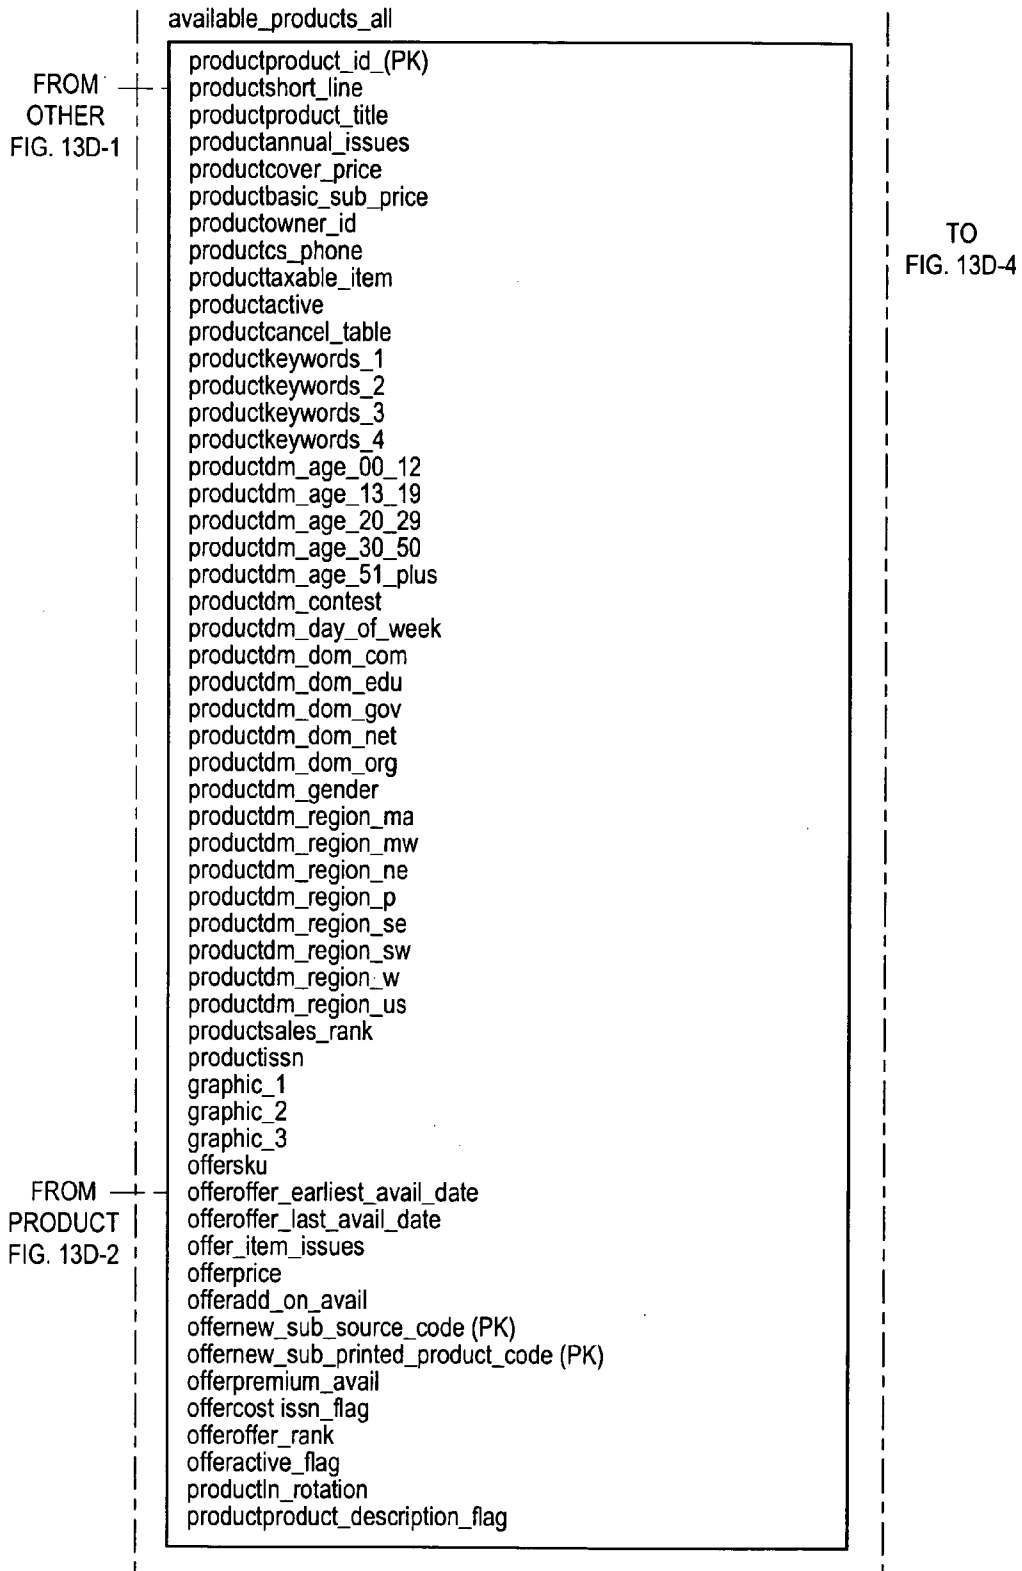 available_products_all
FROM
OTHER
FIG. 13D-1
productproduct_id_(PK)
productshort_line
productproduct_title
productannual_issues
productcover_price
productbasic_sub_price
productowner_id
productcs_phone
producttaxable_item
productactive
productcancel_table
productkeywords_1
productkeywords_2
productkeywords_3
productkeywords_4
productdm_age_00_12
productdm_age_13_19
productdm_age_20_29
productdm_age_30_50
productdm_age_51_plus
productdm_contest
productdm_day_of_week
productdm_dom_com
productdm_dom_edu
productdm_dom_gov
productdm_dom_net
productdm_dom_org
productdm_gender
productdm_region_ma
productdm_region_mw
productdm_region_ne
productdm_region_p
productdm_region_se
productdm_region_sw
productdm_region_w
productdm_region_us
productsales_rank
productissn
graphic_1
graphic_2
graphic_3
offersku
offeroffer_earliest_avail_date
offeroffer_last_avail_date
offer_item_issues
offerprice
offeradd_on_avail
offernew_sub_source_code (PK)
offernew_sub_printed_product_code (PK)
offerpremium_avail
offercost issn_flag
offeroffer_rank
offeractive_flag
productIn_rotation
productproduct_description_flag
FROM
PRODUCT
FIG. 13D-2
TO
FIG. 13D-4